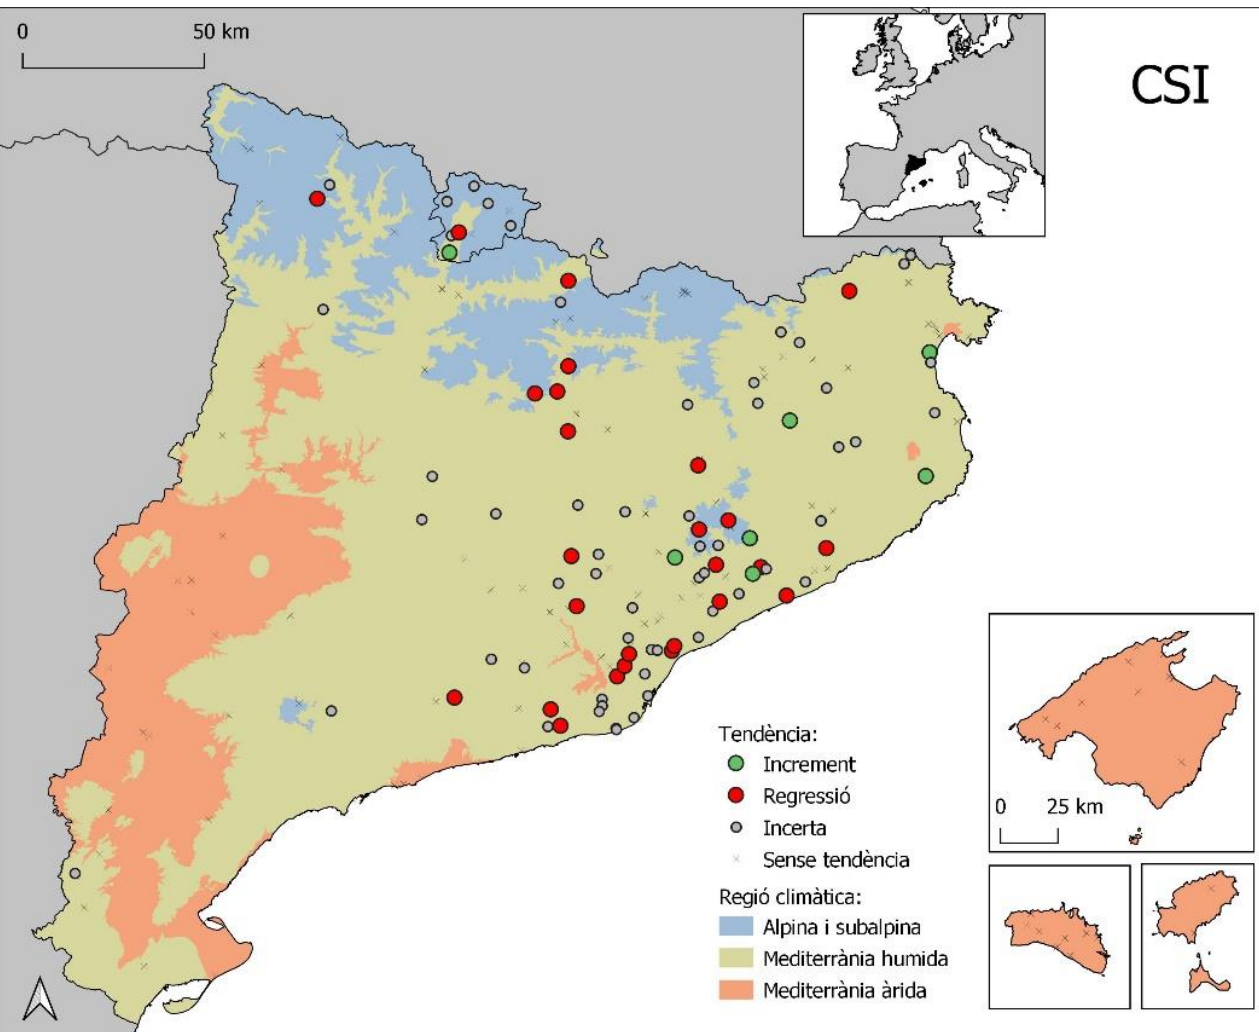 0 50 km
CSI
Tendència:
Increment
Regressió
Incerta
Sense tendència
Regió climàtica:
Alpina i subalpina
Mediterrània humida
Mediterrània àrida
0 25 km